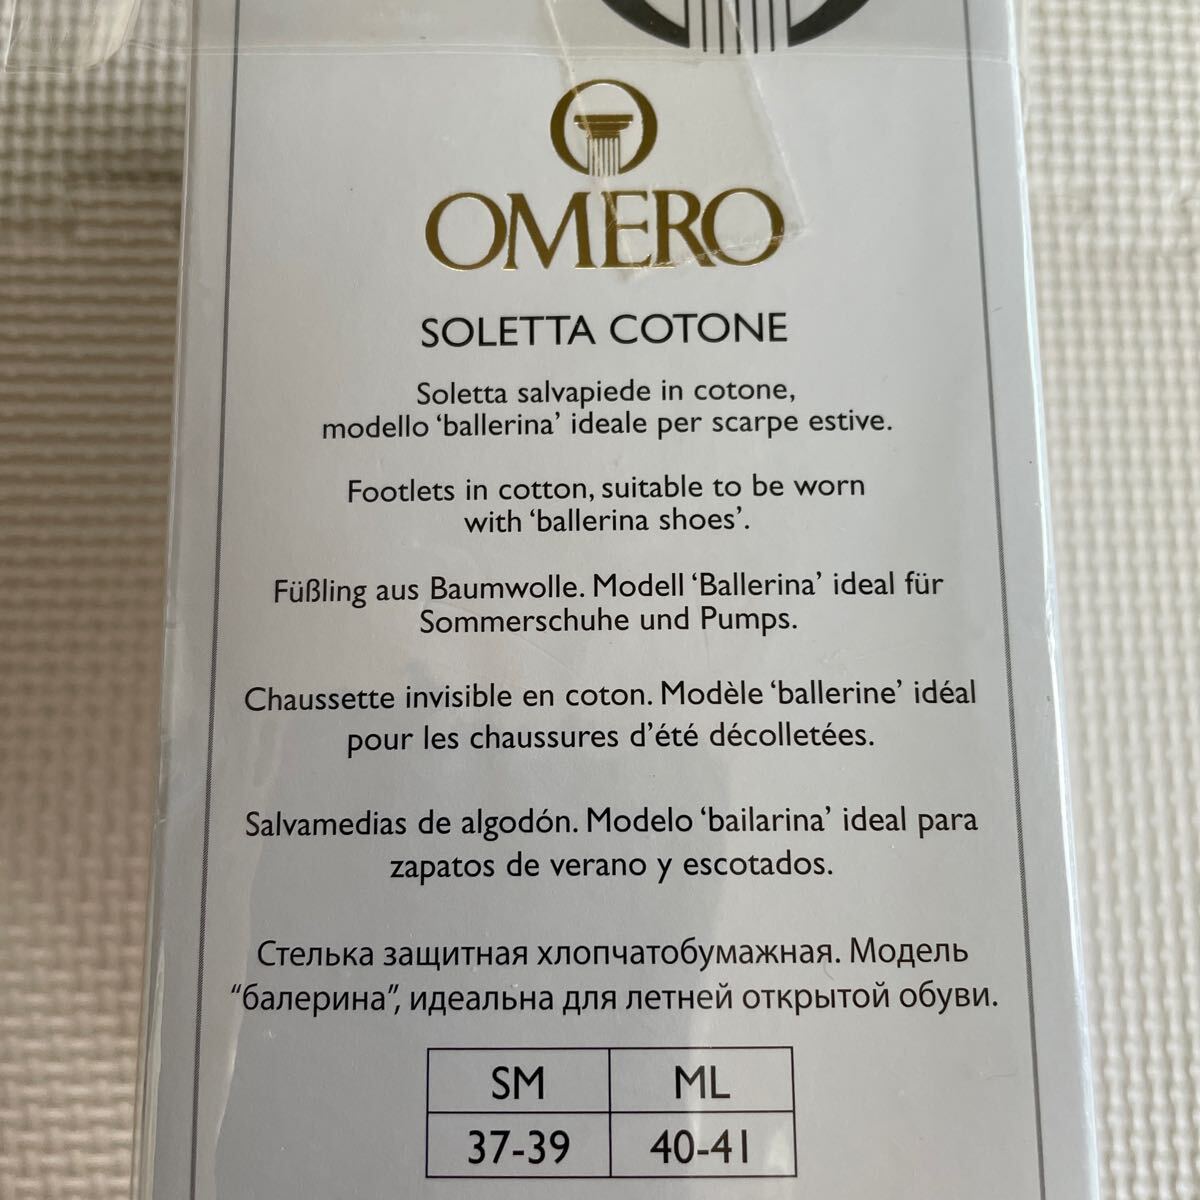 OMERO
SOLETTA COTONE
Soletta salvapiede in cotone,
modello ‘ballerina’ ideale per scarpe estive.
Footlets in cotton, suitable to be worn
with ‘ballerina shoes’.
Füßling aus Baumwolle. Modell ‘Ballerina’ ideal für
Sommerschuhe und Pumps.
Chaussette invisible en coton. Modèle ‘ballerine’ idéal
pour les chaussures d’été décolletées.
Salvamedias de algodón. Modelo ‘bailarina’ ideal para
zapatos de verano y escotados.
Стелька защитная хлопчатобумажная. Модель
“балерина”, идеальна для летней открытой обуви.
SM ML
37-39 40-41